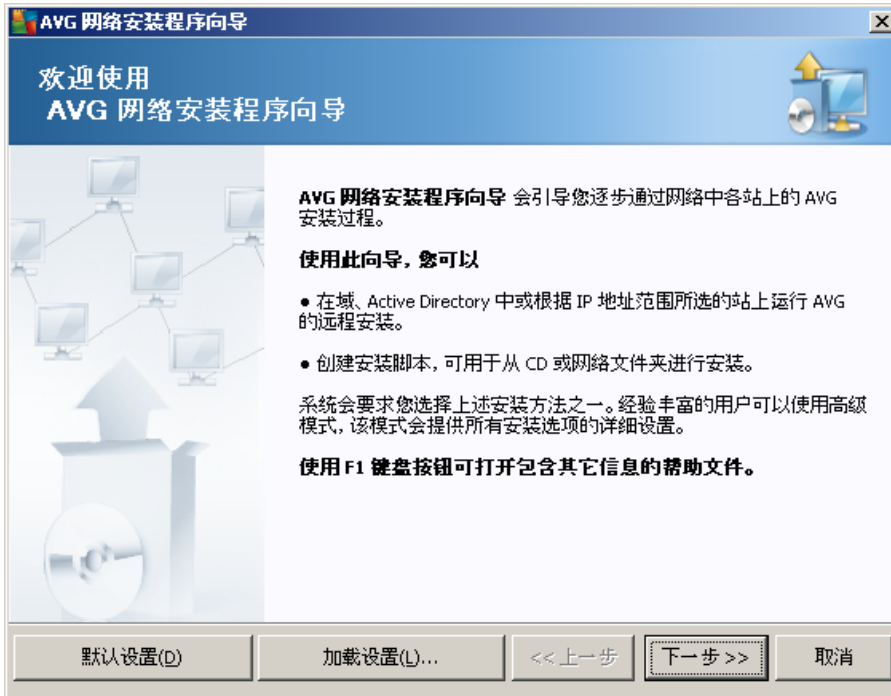 AVG 网络安装程序向导
欢迎使用
AVG 网络安装程序向导
AVG 网络安装程序向导 会引导您逐步通过网络中各站上的 AVG
安装过程。
使用此向导, 您可以
● 在域、Active Directory 中或根据 IP 地址范围所选的站上运行 AVG
的远程安装。
● 创建安装脚本, 可用于从 CD 或网络文件夹进行安装。
系统会要求您选择上述安装方法之一。经验丰富的用户可以使用高级
模式, 该模式会提供所有安装选项的详细设置。
使用 F1 键盘按钮可打开包含其它信息的帮助文件。
默认设置(D)
加载设置(L)...
<< 上一步
下一步 >>
取消